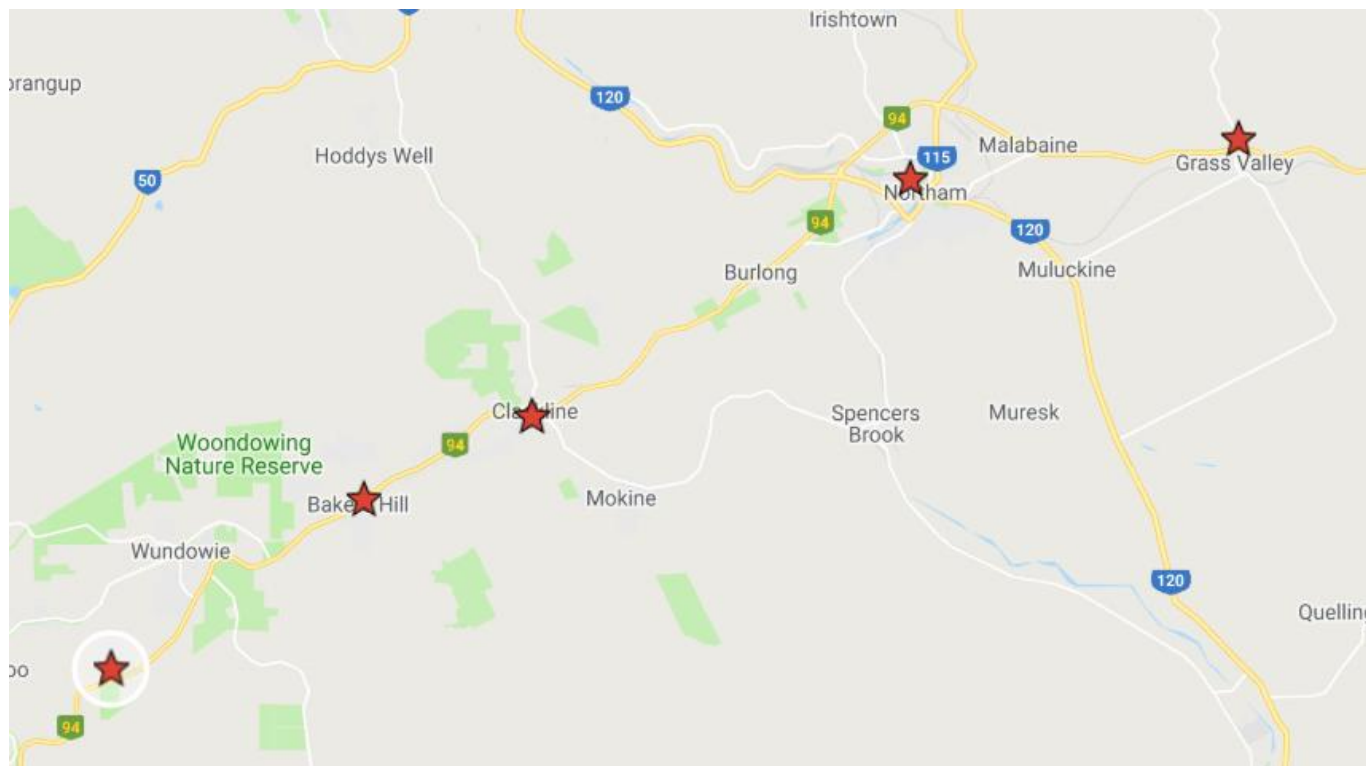 Irishtown
120
94
Malabaine
Grass Valley
115
Northam
Hoddys Well
50
94
120
Muluckine
Burlong
Spencers
Brook
Muresk
94
Woondowing
Nature Reserve
Mokine
Wundowie
120
94